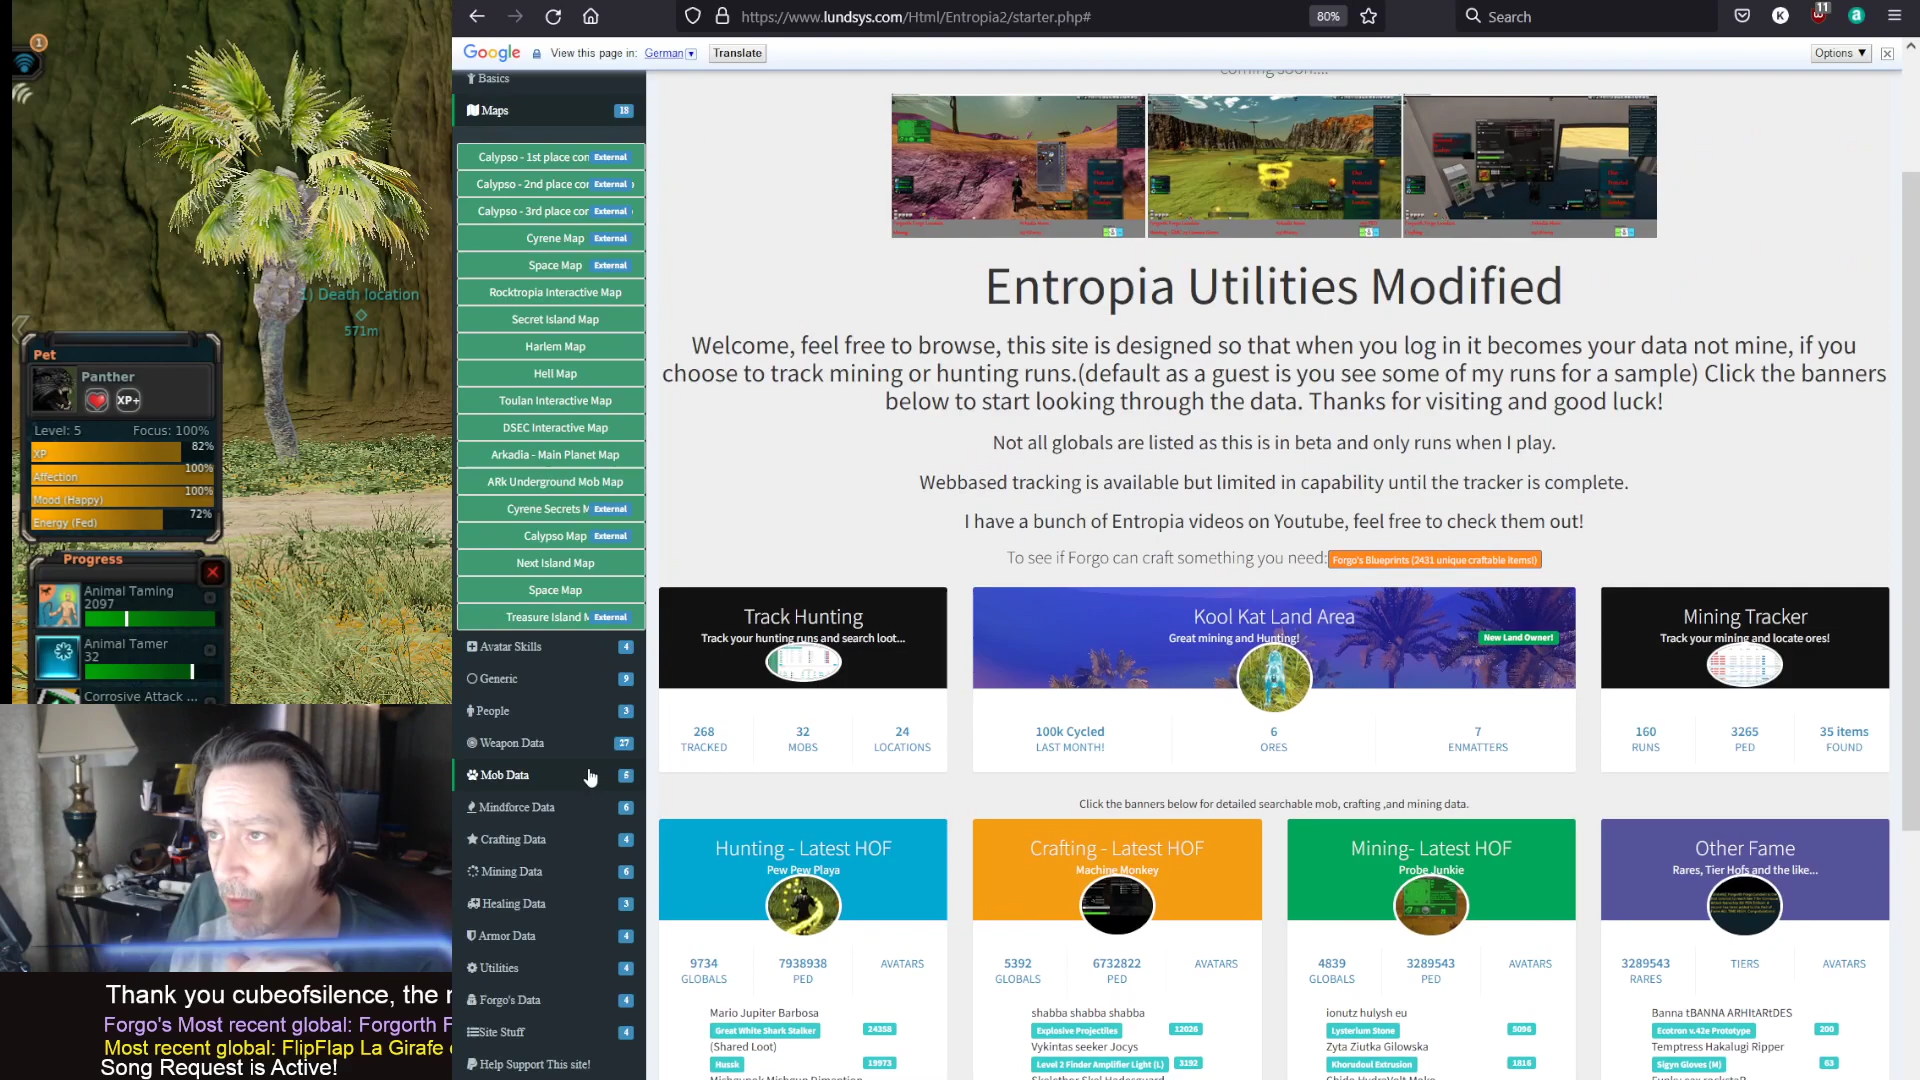 https://www.lundsys.com/Html/Entropia2/starter.php#
80%
Search
K
11
a
Google
View this page in:
German
Translate
Options ▼
1
Basics
Maps
18
Calypso - 1st place con
External
Calypso - 2nd place con
External
Calypso - 3rd place con
External
Cyrene Map
External
Space Map
External
Rocktropia Interactive Map
Secret Island Map
Harlem Map
Hell Map
Toulan Interactive Map
DSEC Interactive Map
Arkadia - Main Planet Map
ARk Underground Mob Map
Cyrene Secrets M
External
Calypso Map
External
Next Island Map
Space Map
Treasure Island M
External
Avatar Skills
4
Generic
9
People
3
Weapon Data
27
Mob Data
6
Mindforce Data
6
Crafting Data
4
Mining Data
6
Healing Data
3
Armor Data
4
Utilities
4
Forgo's Data
4
Site Stuff
4
Help Support This site!
1) Death location
571m
Pet
Panther
XP+
Level: 5
Focus: 100%
XP
82%
Affection
100%
Mood (Happy)
100%
Energy (Fed)
72%
Progress
Animal Taming
2097
Animal Tamer
32
Corrosive Attack ...
Thank you cubeofsilence, the
Forgo's Most recent global: Forgorth F
Most recent global: FlipFlap La Girafe
Song Request is Active!
coming soon....
Entropia Utilities Modified
Welcome, feel free to browse, this site is designed so that when you log in it becomes your data not mine, if you
choose to track mining or hunting runs.(default as a guest is you see some of my runs for a sample) Click the banners
below to start looking through the data. Thanks for visiting and good luck!
Not all globals are listed as this is in beta and only runs when I play.
Webbased tracking is available but limited in capability until the tracker is complete.
I have a bunch of Entropia videos on Youtube, feel free to check them out!
To see if Forgo can craft something you need:
Forgo's Blueprints (2431 unique craftable items!)
Track Hunting
Track your hunting runs and search loot...
268
TRACKED
32
MOBS
24
LOCATIONS
Kool Kat Land Area
Great mining and Hunting!
New Land Owner!
100k Cycled
LAST MONTH!
6
ORES
7
ENMATTERS
Mining Tracker
Track your mining and locate ores!
160
RUNS
3265
PED
35 items
FOUND
Click the banners below for detailed searchable mob, crafting ,and mining data.
Hunting - Latest HOF
Pew Pew Playa
9734
GLOBALS
7938938
PED
AVATARS
Mario Jupiter Barbosa
Great White Shark Stalker
24358
(Shared Loot)
Hussk
19973
Crafting - Latest HOF
Machine Monkey
5392
GLOBALS
6732822
PED
AVATARS
shabba shabba shabba
Explosive Projectiles
12026
Vykintas seeker Jocys
Level 2 Finder Amplifier Light (L)
3192
Mining- Latest HOF
Probe Junkie
4839
GLOBALS
3289543
PED
AVATARS
ionutz hulysh eu
Lysterium Stone
5096
Zyta Ziutka Gilowska
Khorudoul Extrusion
1816
Other Fame
Rares, Tier Hofs and the like...
3289543
RARES
TIERS
AVATARS
Banna tBANNA ARHItARtDES
Ecotron v.42e Prototype
200
Temptress Hakalugi Ripper
Sigyn Gloves (M)
63